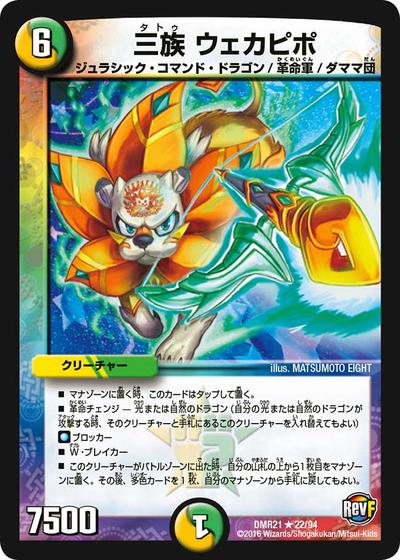 6
タトゥ
三族 ウェカピポ
かくめいぐん だん
ジュラシック・コマンド・ドラゴン / 革命軍 / ダママ団
illus. MATSUMOTO EIGHT
クリーチャー
■ マナゾーンに置く時、このカードはタップして置く。
■ 革命チェンジ ― 光または自然のドラゴン（自分の光または自然のドラゴンが
攻撃する時、そのクリーチャーと手札にあるこのクリーチャーを入れ替えてもよい）
ブロッカー
■ W・ブレイカー
■ このクリーチャーがバトルゾーンに出た時、自分の山札の上から1枚目をマナゾー
ンに置く。その後、多色カードを1枚、自分のマナゾーンから手札に戻してもよい。
7500
1
RevF
DMR21 ★ 22/94
©2016 Wizards/Shogakukan/Mitsui-Kids